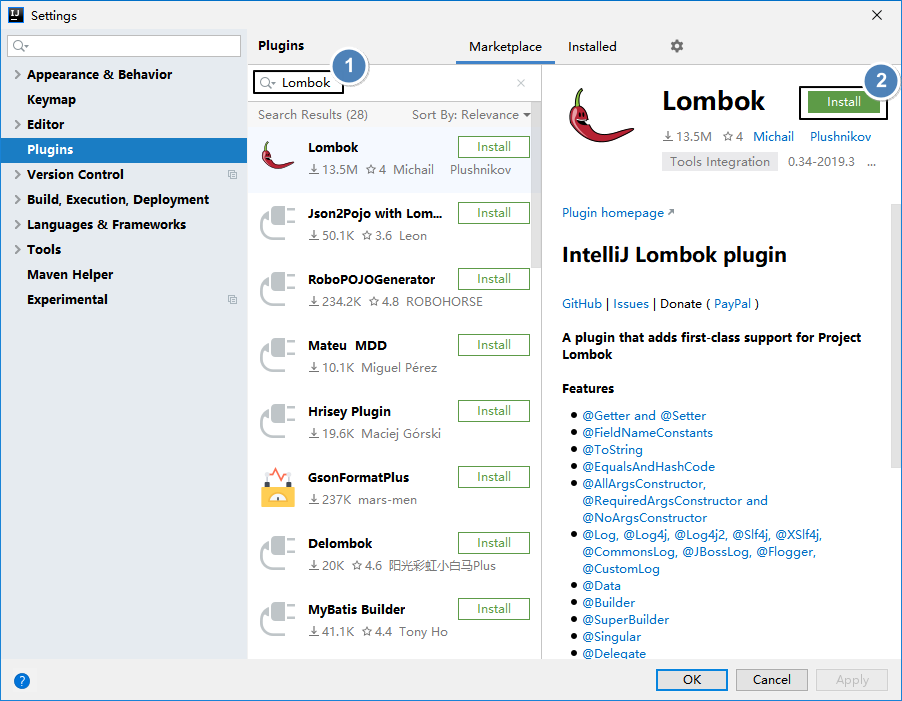 Settings
Appearance & Behavior
Keymap
Editor
Plugins
Version Control
Build, Execution, Deployment
Languages & Frameworks
Tools
Maven Helper
Experimental
Plugins
Marketplace
Installed
1
Lombok
Search Results (28)
Sort By: Relevance
Lombok
Install
13.5M 4 Michail Plushnikov
Json2Pojo with Lom...
Install
50.1K 3.6 Leon
RoboPOJOGenerator
Install
234.2K 4.8 ROBOHORSE
Mateu MDD
Install
10.1K Miguel Pérez
Hrisey Plugin
Install
19.6K Maciej Górski
GsonFormatPlus
Install
237K mars-men
Delombok
Install
20K 4.6 阳光彩虹小白马Plus
MyBatis Builder
Install
41.1K 4.4 Tony Ho
Lombok
Install
2
13.5M 4 Michail Plushnikov
Tools Integration 0.34-2019.3 ...
Plugin homepage
IntelliJ Lombok plugin
GitHub | Issues | Donate ( PayPal )
A plugin that adds first-class support for Project
Lombok
Features
@Getter and @Setter
@FieldNameConstants
@ToString
@EqualsAndHashCode
@AllArgsConstructor,
@RequiredArgsConstructor and
@NoArgsConstructor
@Log, @Log4j, @Log4j2, @Slf4j, @XSlf4j,
@CommonsLog, @JBossLog, @Flogger,
@CustomLog
@Data
@Builder
@SuperBuilder
@Singular
@Delegate
?
OK
Cancel
Apply